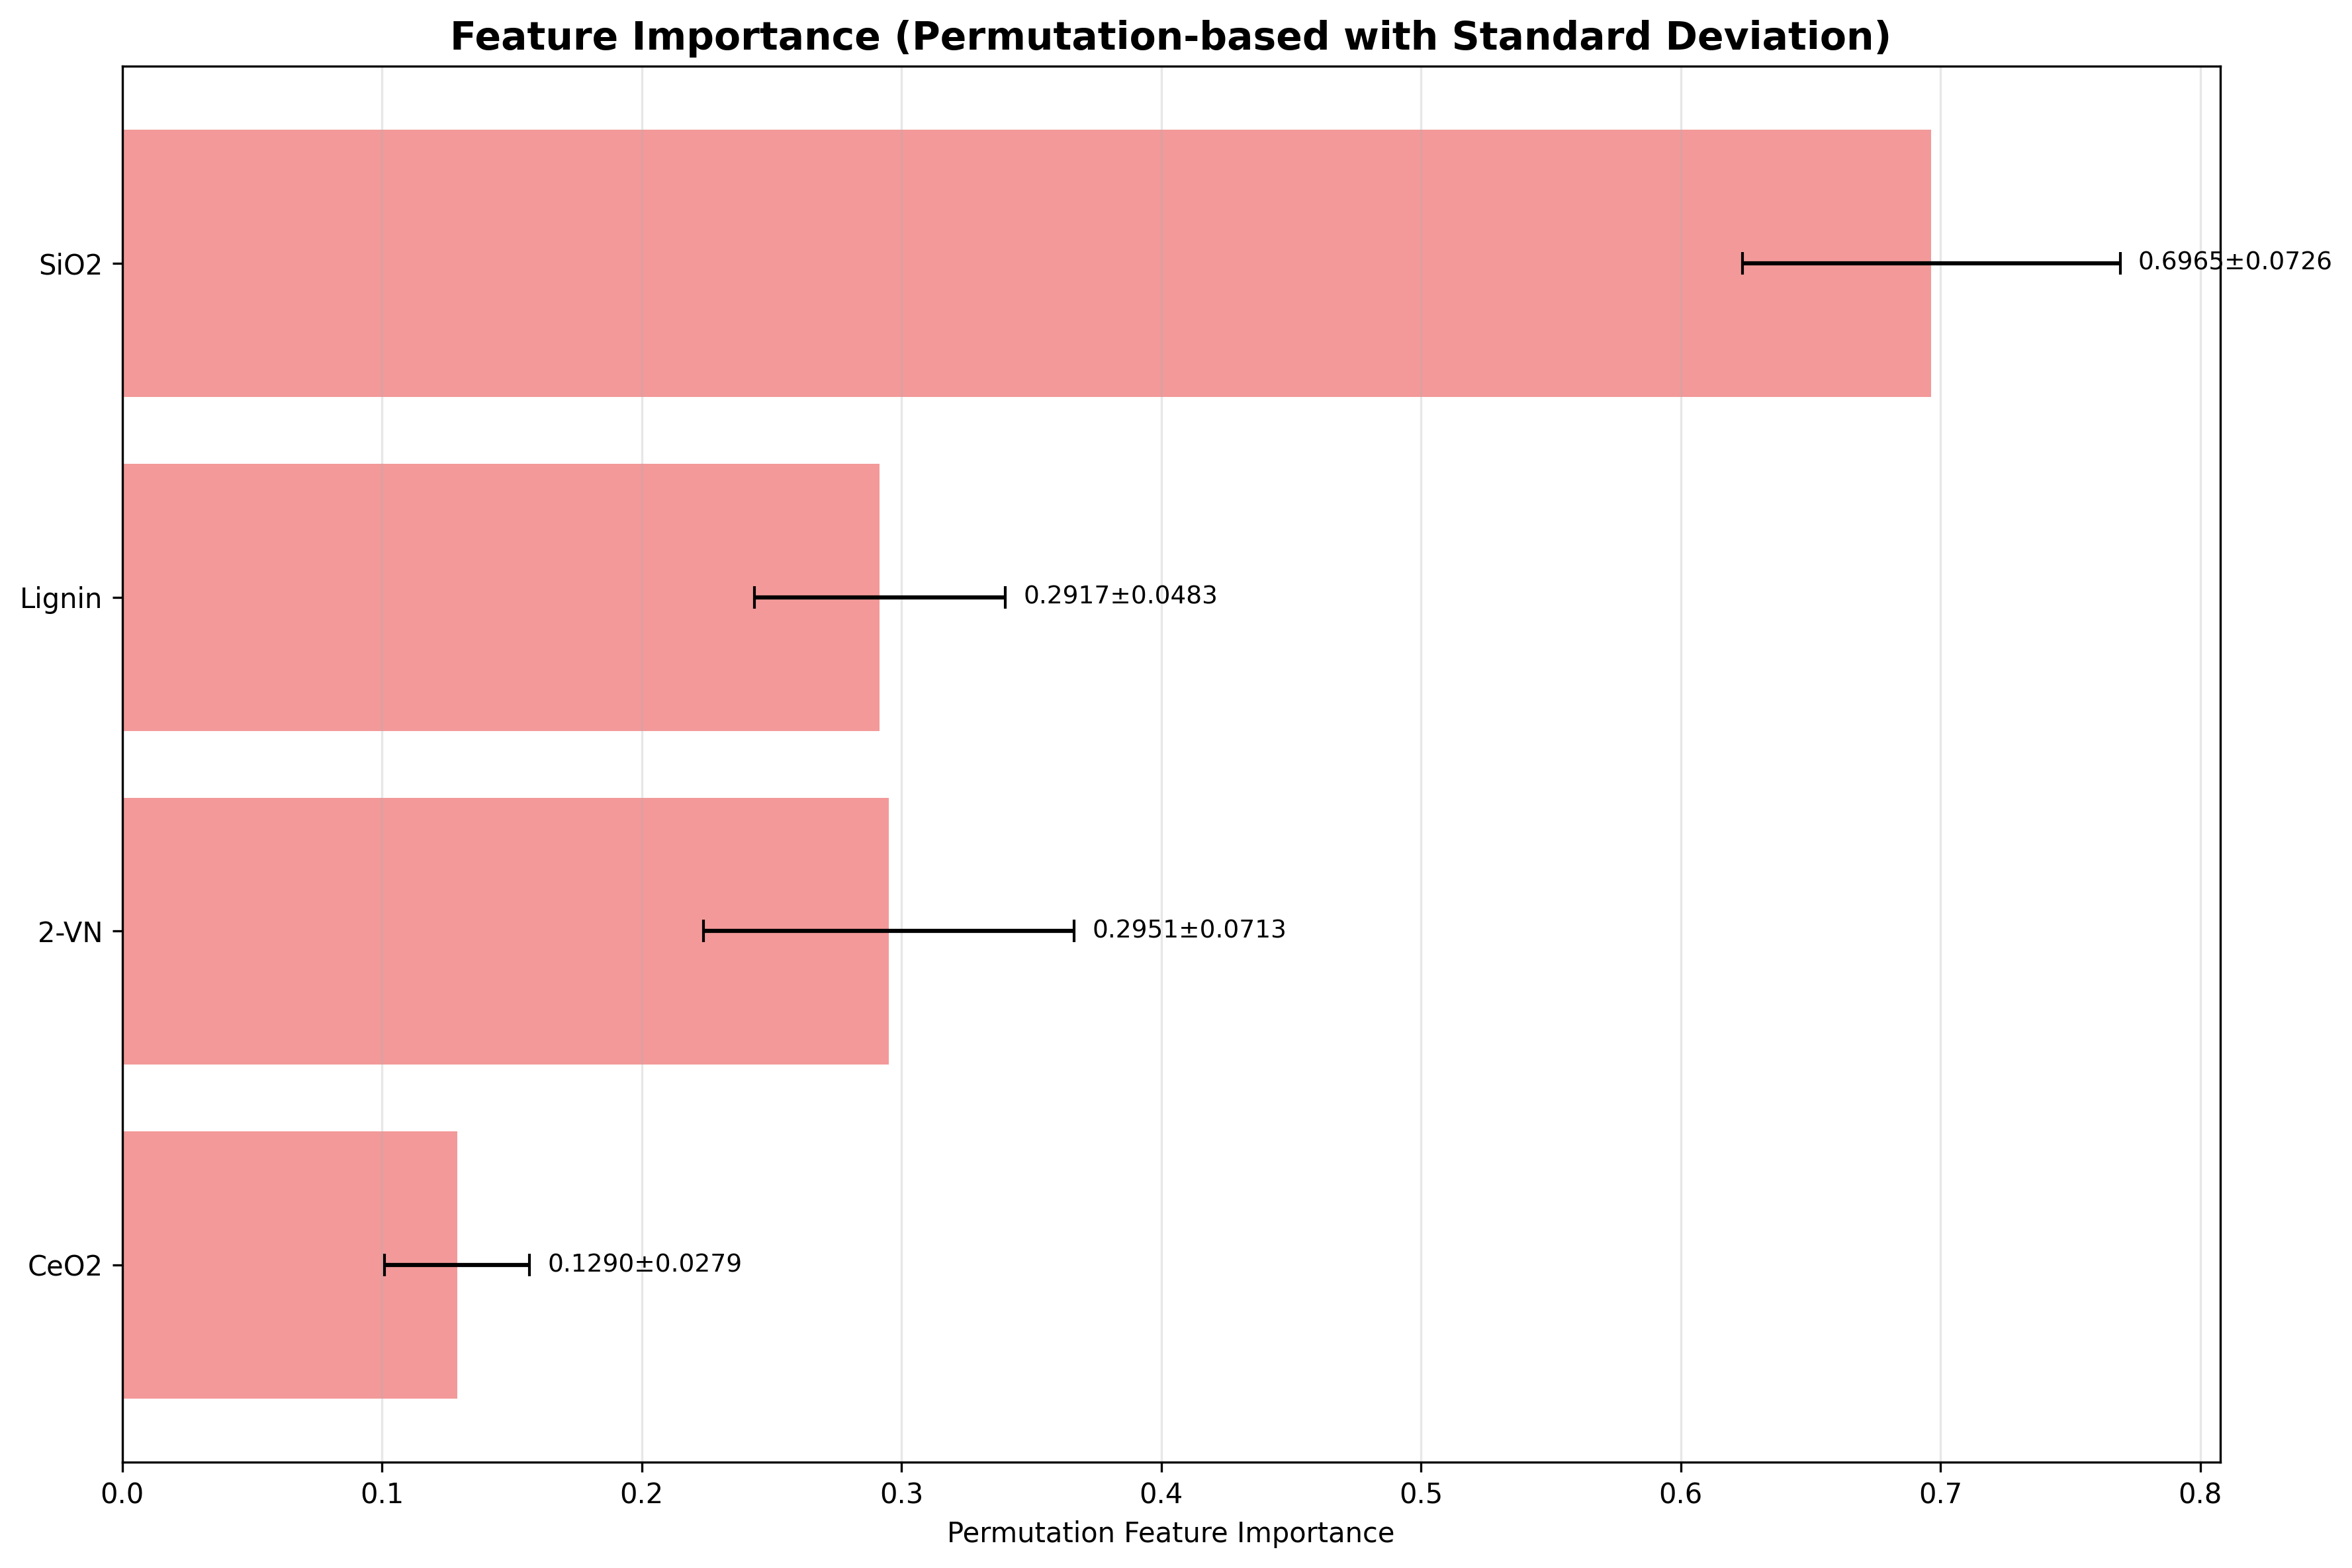 Feature Importance (Permutation-based with Standard Deviation)
SiO2
0.6965±0.0726
Lignin
0.2917±0.0483
2-VN
0.2951±0.0713
CeO2
0.1290±0.0279
0.0 0.1 0.2 0.3 0.4 0.5 0.6 0.7 0.8
Permutation Feature Importance